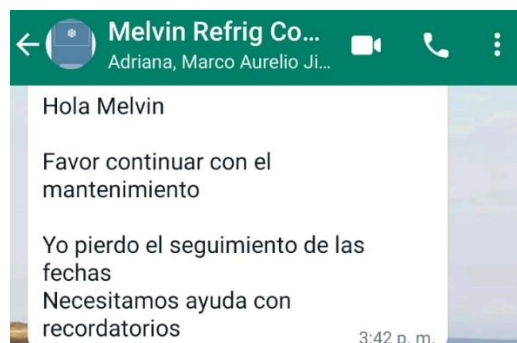 Melvin Refrig Co...
Adriana, Marco Aurelio Ji...
Hola Melvin
Favor continuar con el
mantenimiento
Yo pierdo el seguimiento de las
fechas
Necesitamos ayuda con
recordatorios
3:42 p. m.